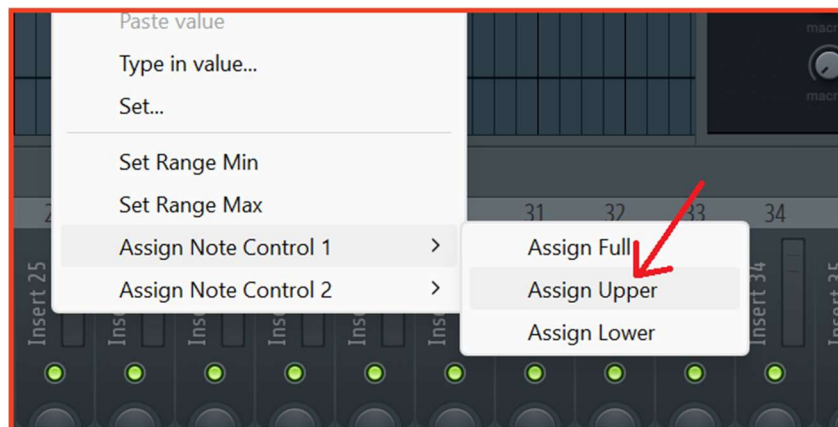 Paste value
Type in value...
Set...
Set Range Min
Set Range Max
Assign Note Control 1 >
Assign Note Control 2 >
Assign Full
Assign Upper
Assign Lower
31 32 33 34
Insert 25
Insert 34